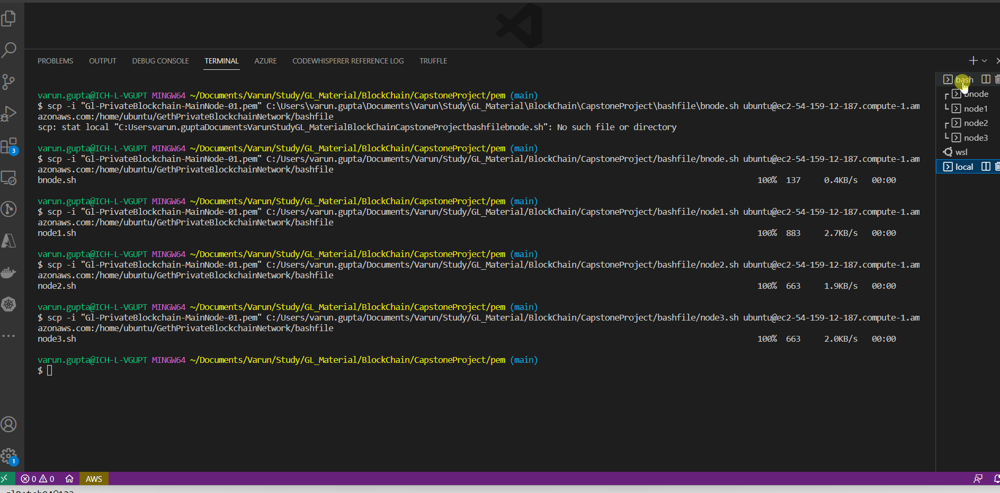 PROBLEMS OUTPUT DEBUG CONSOLE TERMINAL AZURE CODEWHISPERER REFERENCE LOG TRUFFLE
varun.gupta@ICH-L-VGUPT MINGW64 ~/Documents/Varun/Study/GL_Material/BlockChain/CapstoneProject/pem (main)
$ scp -i "Gl-PrivateBlockchain-MainNode-01.pem" C:\Users\varun.gupta\Documents\Varun\Study\GL_Material\BlockChain\CapstoneProject\bashfile\bnode.sh ubuntu@ec2-54-159-12-187.compute-1.am
azonaws.com:/home/ubuntu/GethPrivateBlockchainNetwork/bashfile
scp: stat local "C:Usersvarun.guptaDocumentsVarunStudyGL_MaterialBlockChainCapstoneProjectbashfilebnode.sh": No such file or directory
varun.gupta@ICH-L-VGUPT MINGW64 ~/Documents/Varun/Study/GL_Material/BlockChain/CapstoneProject/pem (main)
$ scp -i "Gl-PrivateBlockchain-MainNode-01.pem" C:/Users/varun.gupta/Documents/Varun/Study/GL_Material/BlockChain/CapstoneProject/bashfile/bnode.sh ubuntu@ec2-54-159-12-187.compute-1.am
azonaws.com:/home/ubuntu/GethPrivateBlockchainNetwork/bashfile
bnode.sh 100% 137 0.4KB/s 00:00
varun.gupta@ICH-L-VGUPT MINGW64 ~/Documents/Varun/Study/GL_Material/BlockChain/CapstoneProject/pem (main)
$ scp -i "Gl-PrivateBlockchain-MainNode-01.pem" C:/Users/varun.gupta/Documents/Varun/Study/GL_Material/BlockChain/CapstoneProject/bashfile/node1.sh ubuntu@ec2-54-159-12-187.compute-1.am
azonaws.com:/home/ubuntu/GethPrivateBlockchainNetwork/bashfile
node1.sh 100% 883 2.7KB/s 00:00
varun.gupta@ICH-L-VGUPT MINGW64 ~/Documents/Varun/Study/GL_Material/BlockChain/CapstoneProject/pem (main)
$ scp -i "Gl-PrivateBlockchain-MainNode-01.pem" C:/Users/varun.gupta/Documents/Varun/Study/GL_Material/BlockChain/CapstoneProject/bashfile/node2.sh ubuntu@ec2-54-159-12-187.compute-1.am
azonaws.com:/home/ubuntu/GethPrivateBlockchainNetwork/bashfile
node2.sh 100% 663 1.9KB/s 00:00
varun.gupta@ICH-L-VGUPT MINGW64 ~/Documents/Varun/Study/GL_Material/BlockChain/CapstoneProject/pem (main)
$ scp -i "Gl-PrivateBlockchain-MainNode-01.pem" C:/Users/varun.gupta/Documents/Varun/Study/GL_Material/BlockChain/CapstoneProject/bashfile/node3.sh ubuntu@ec2-54-159-12-187.compute-1.am
azonaws.com:/home/ubuntu/GethPrivateBlockchainNetwork/bashfile
node3.sh 100% 663 2.0KB/s 00:00
varun.gupta@ICH-L-VGUPT MINGW64 ~/Documents/Varun/Study/GL_Material/BlockChain/CapstoneProject/pem (main)
$
bash
bnode
node1
node2
node3
wsl
local
3
1
0 0 AWS